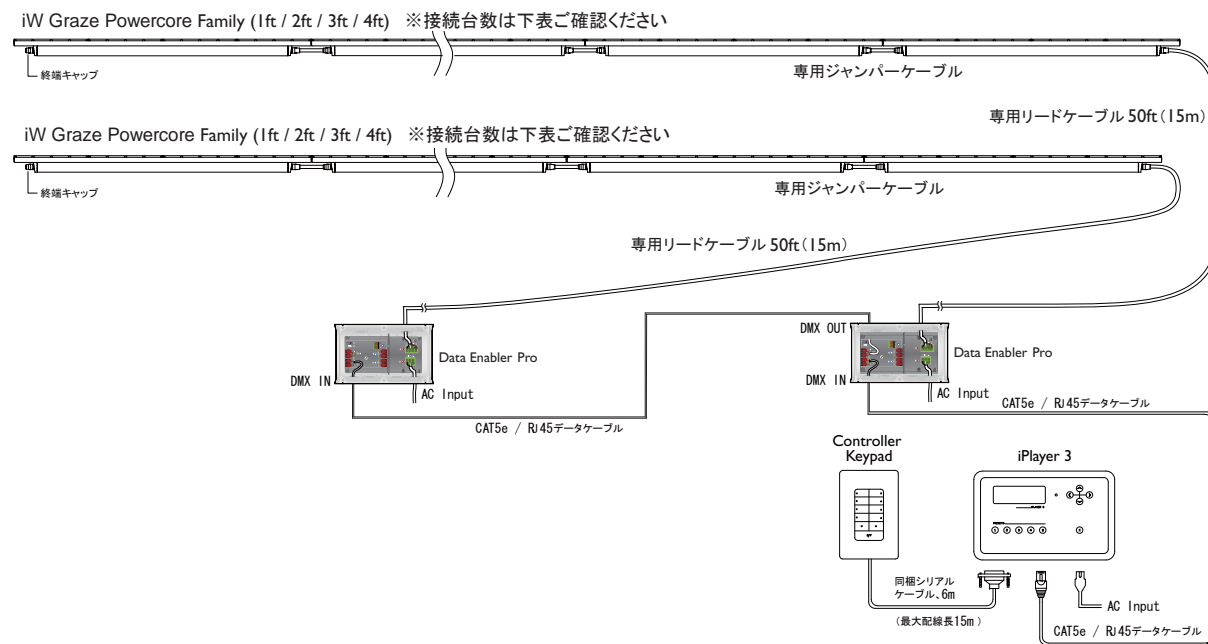 iW Graze Powercore Family (1ft / 2ft / 3ft / 4ft) ※接続台数は下表ご確認ください
終端キャップ
専用ジャンパーケーブル
専用リードケーブル 50ft（15m）
iW Graze Powercore Family (1ft / 2ft / 3ft / 4ft) ※接続台数は下表ご確認ください
終端キャップ
専用ジャンパーケーブル
専用リードケーブル 50ft（15m）
DMX OUT
Data Enabler Pro
Data Enabler Pro
DMX IN
DMX IN
AC Input
AC Input
CAT5e / RJ45データケーブル
CAT5e / RJ45データケーブル
Controller
Keypad
iPlayer 3
同梱シリアル
ケーブル、6m
（最大配線長15m）
AC Input
CAT5e / RJ45データケーブル